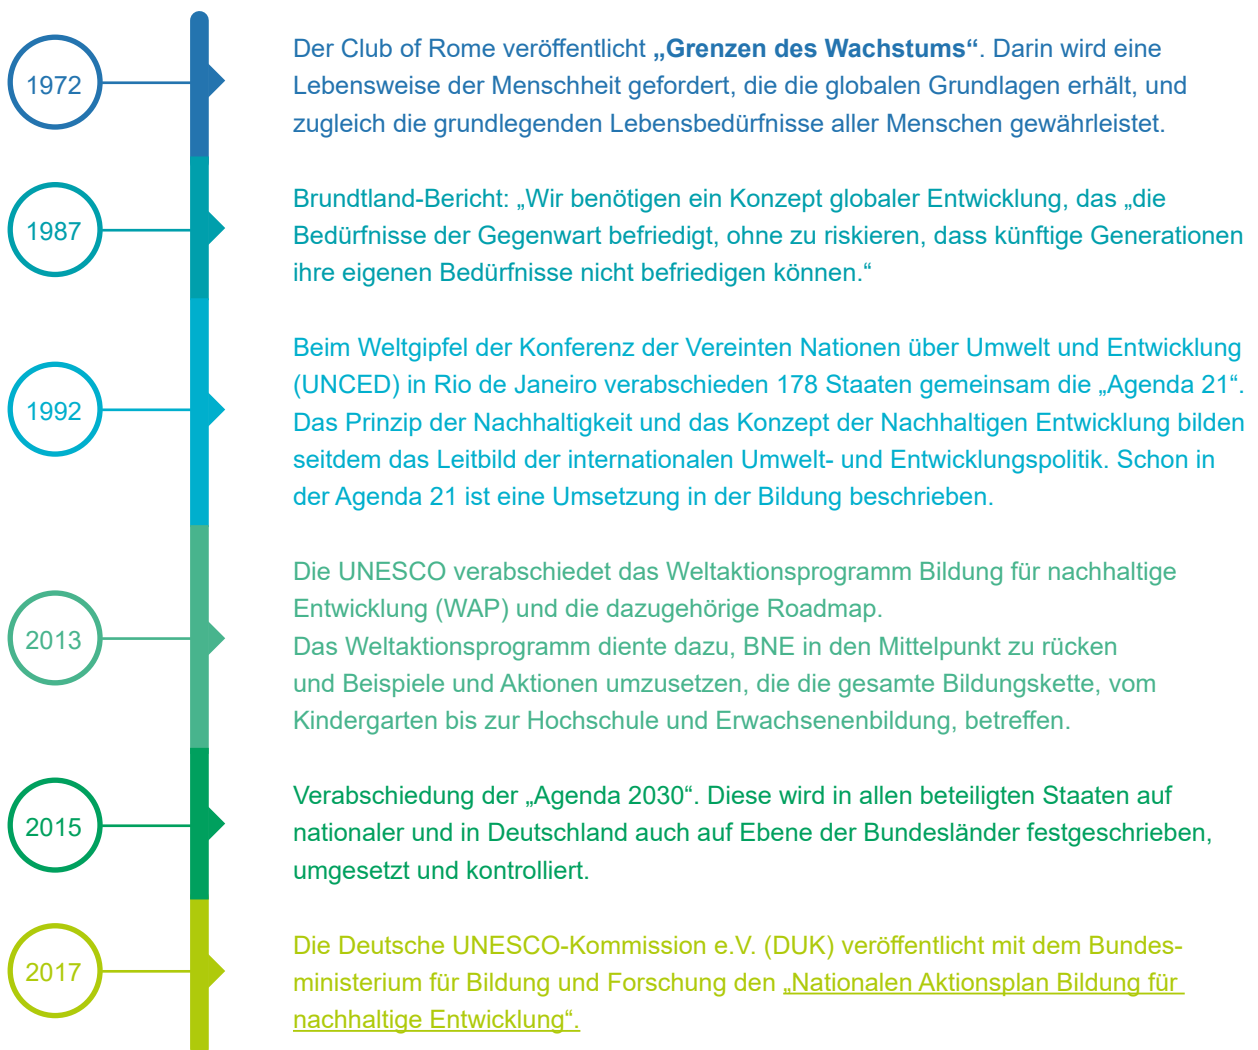 1972
Der Club of Rome veröffentlicht „Grenzen des Wachstums“. Darin wird eine
Lebensweise der Menschheit gefordert, die die globalen Grundlagen erhält, und
zugleich die grundlegenden Lebensbedürfnisse aller Menschen gewährleistet.
1987
Brundtland-Bericht: „Wir benötigen ein Konzept globaler Entwicklung, das „die
Bedürfnisse der Gegenwart befriedigt, ohne zu riskieren, dass künftige Generationen
ihre eigenen Bedürfnisse nicht befriedigen können.“
1992
Beim Weltgipfel der Konferenz der Vereinten Nationen über Umwelt und Entwicklung
(UNCED) in Rio de Janeiro verabschieden 178 Staaten gemeinsam die „Agenda 21“.
Das Prinzip der Nachhaltigkeit und das Konzept der Nachhaltigen Entwicklung bilden
seitdem das Leitbild der internationalen Umwelt- und Entwicklungspolitik. Schon in
der Agenda 21 ist eine Umsetzung in der Bildung beschrieben.
2013
Die UNESCO verabschiedet das Weltaktionsprogramm Bildung für nachhaltige
Entwicklung (WAP) und die dazugehörige Roadmap.
Das Weltaktionsprogramm diente dazu, BNE in den Mittelpunkt zu rücken
und Beispiele und Aktionen umzusetzen, die die gesamte Bildungskette, vom
Kindergarten bis zur Hochschule und Erwachsenenbildung, betreffen.
2015
Verabschiedung der „Agenda 2030“. Diese wird in allen beteiligten Staaten auf
nationaler und in Deutschland auch auf Ebene der Bundesländer festgeschrieben,
umgesetzt und kontrolliert.
2017
Die Deutsche UNESCO-Kommission e.V. (DUK) veröffentlicht mit dem Bundes-
ministerium für Bildung und Forschung den „Nationalen Aktionsplan Bildung für
nachhaltige Entwicklung“.